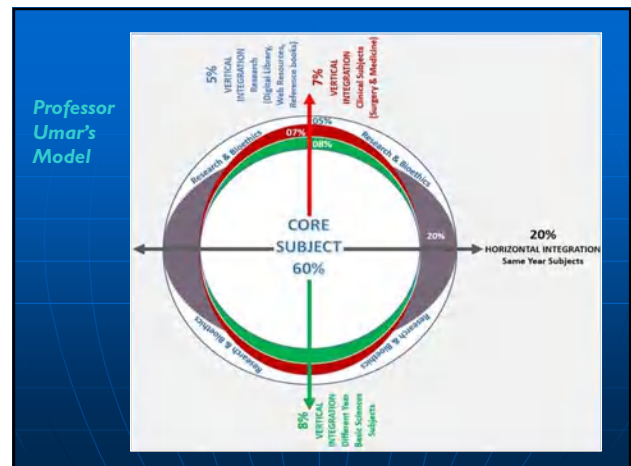 Professor
Umar's
Model
5%
VERTICAL
INTEGRATION
Research
(Digital Library,
Web Resources,
Reference books)
7%
VERTICAL
INTEGRATION
Clinical Subjects
(Surgery & Medicine)
05%
07%
08%
Research & Bioethics
Research & Bioethics
CORE
SUBJECT
60%
20%
20%
HORIZONTAL INTEGRATION
Same Year Subjects
Research & Bioethics
Research & Bioethics
8%
VERTICAL
INTEGRATION
Different Year
Basic Sciences
Subjects